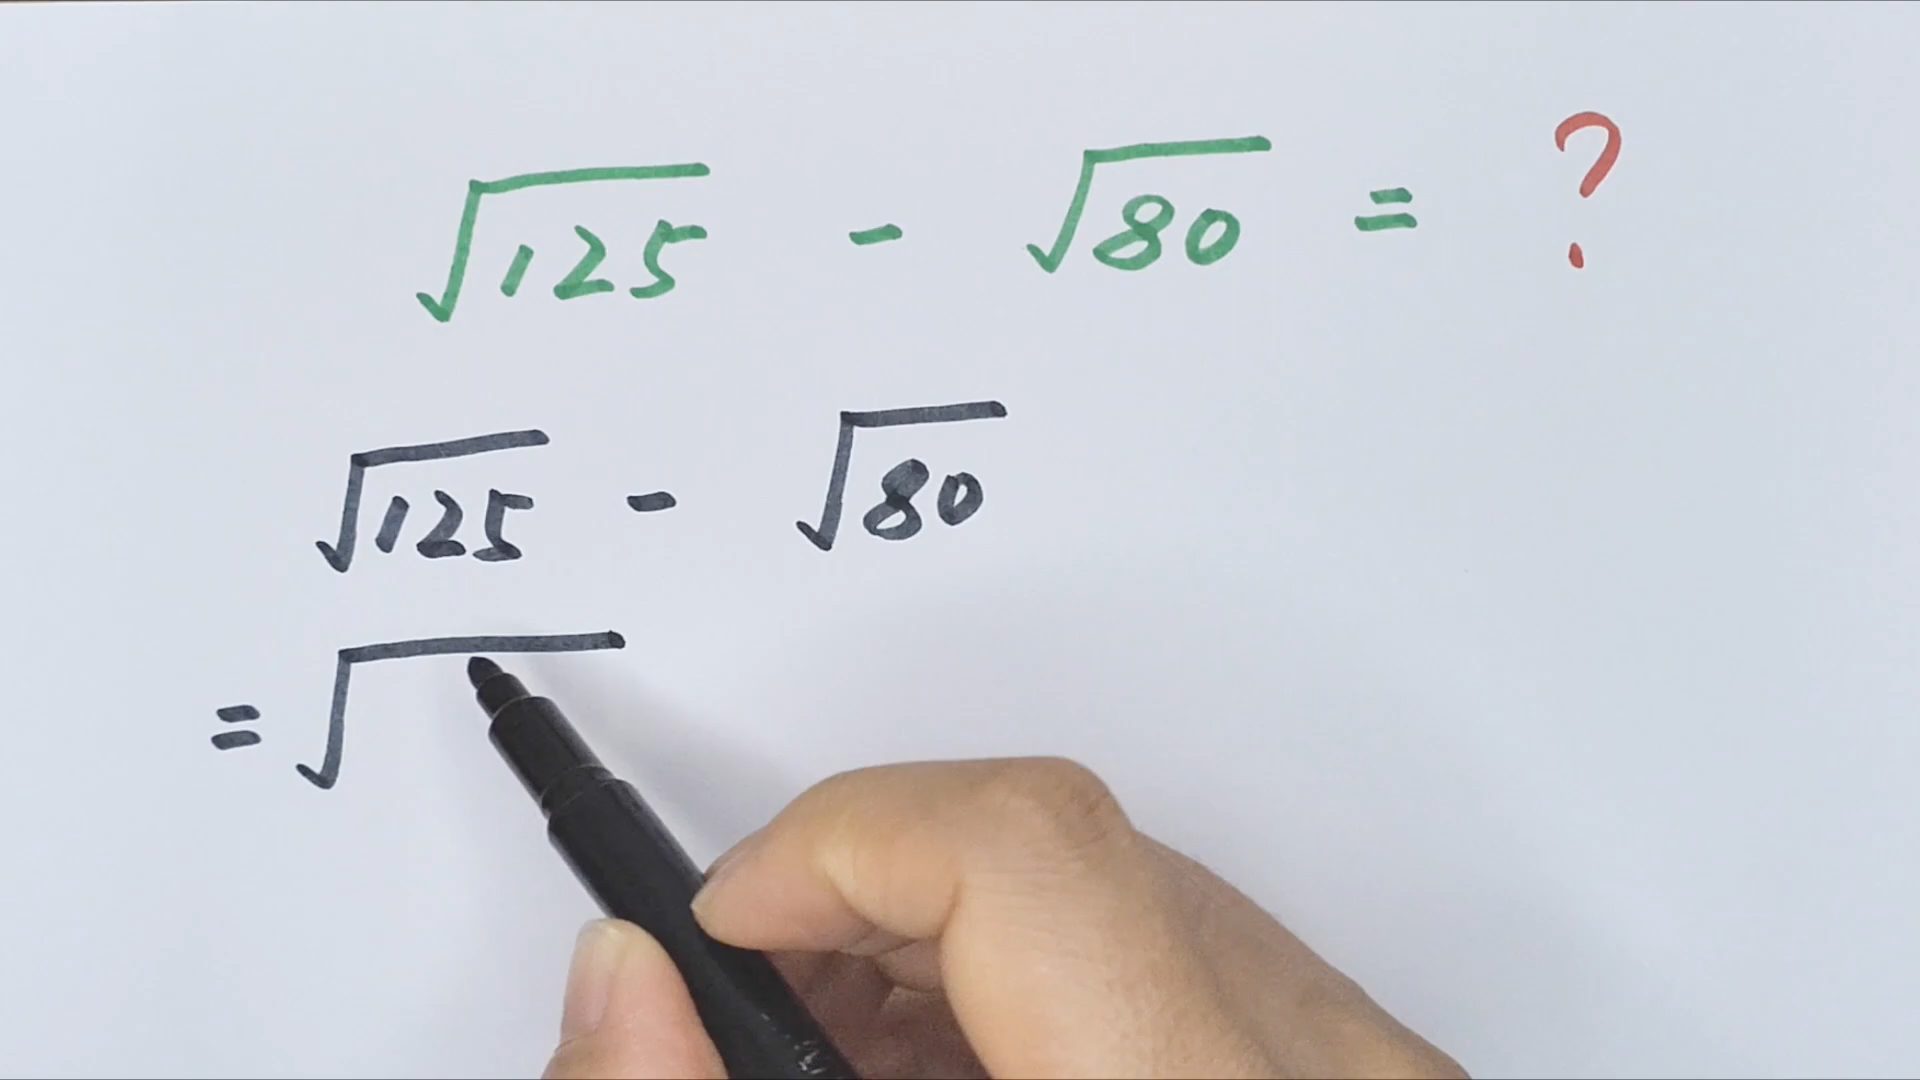 √125 - √80 = ?
√125 - √80
= √